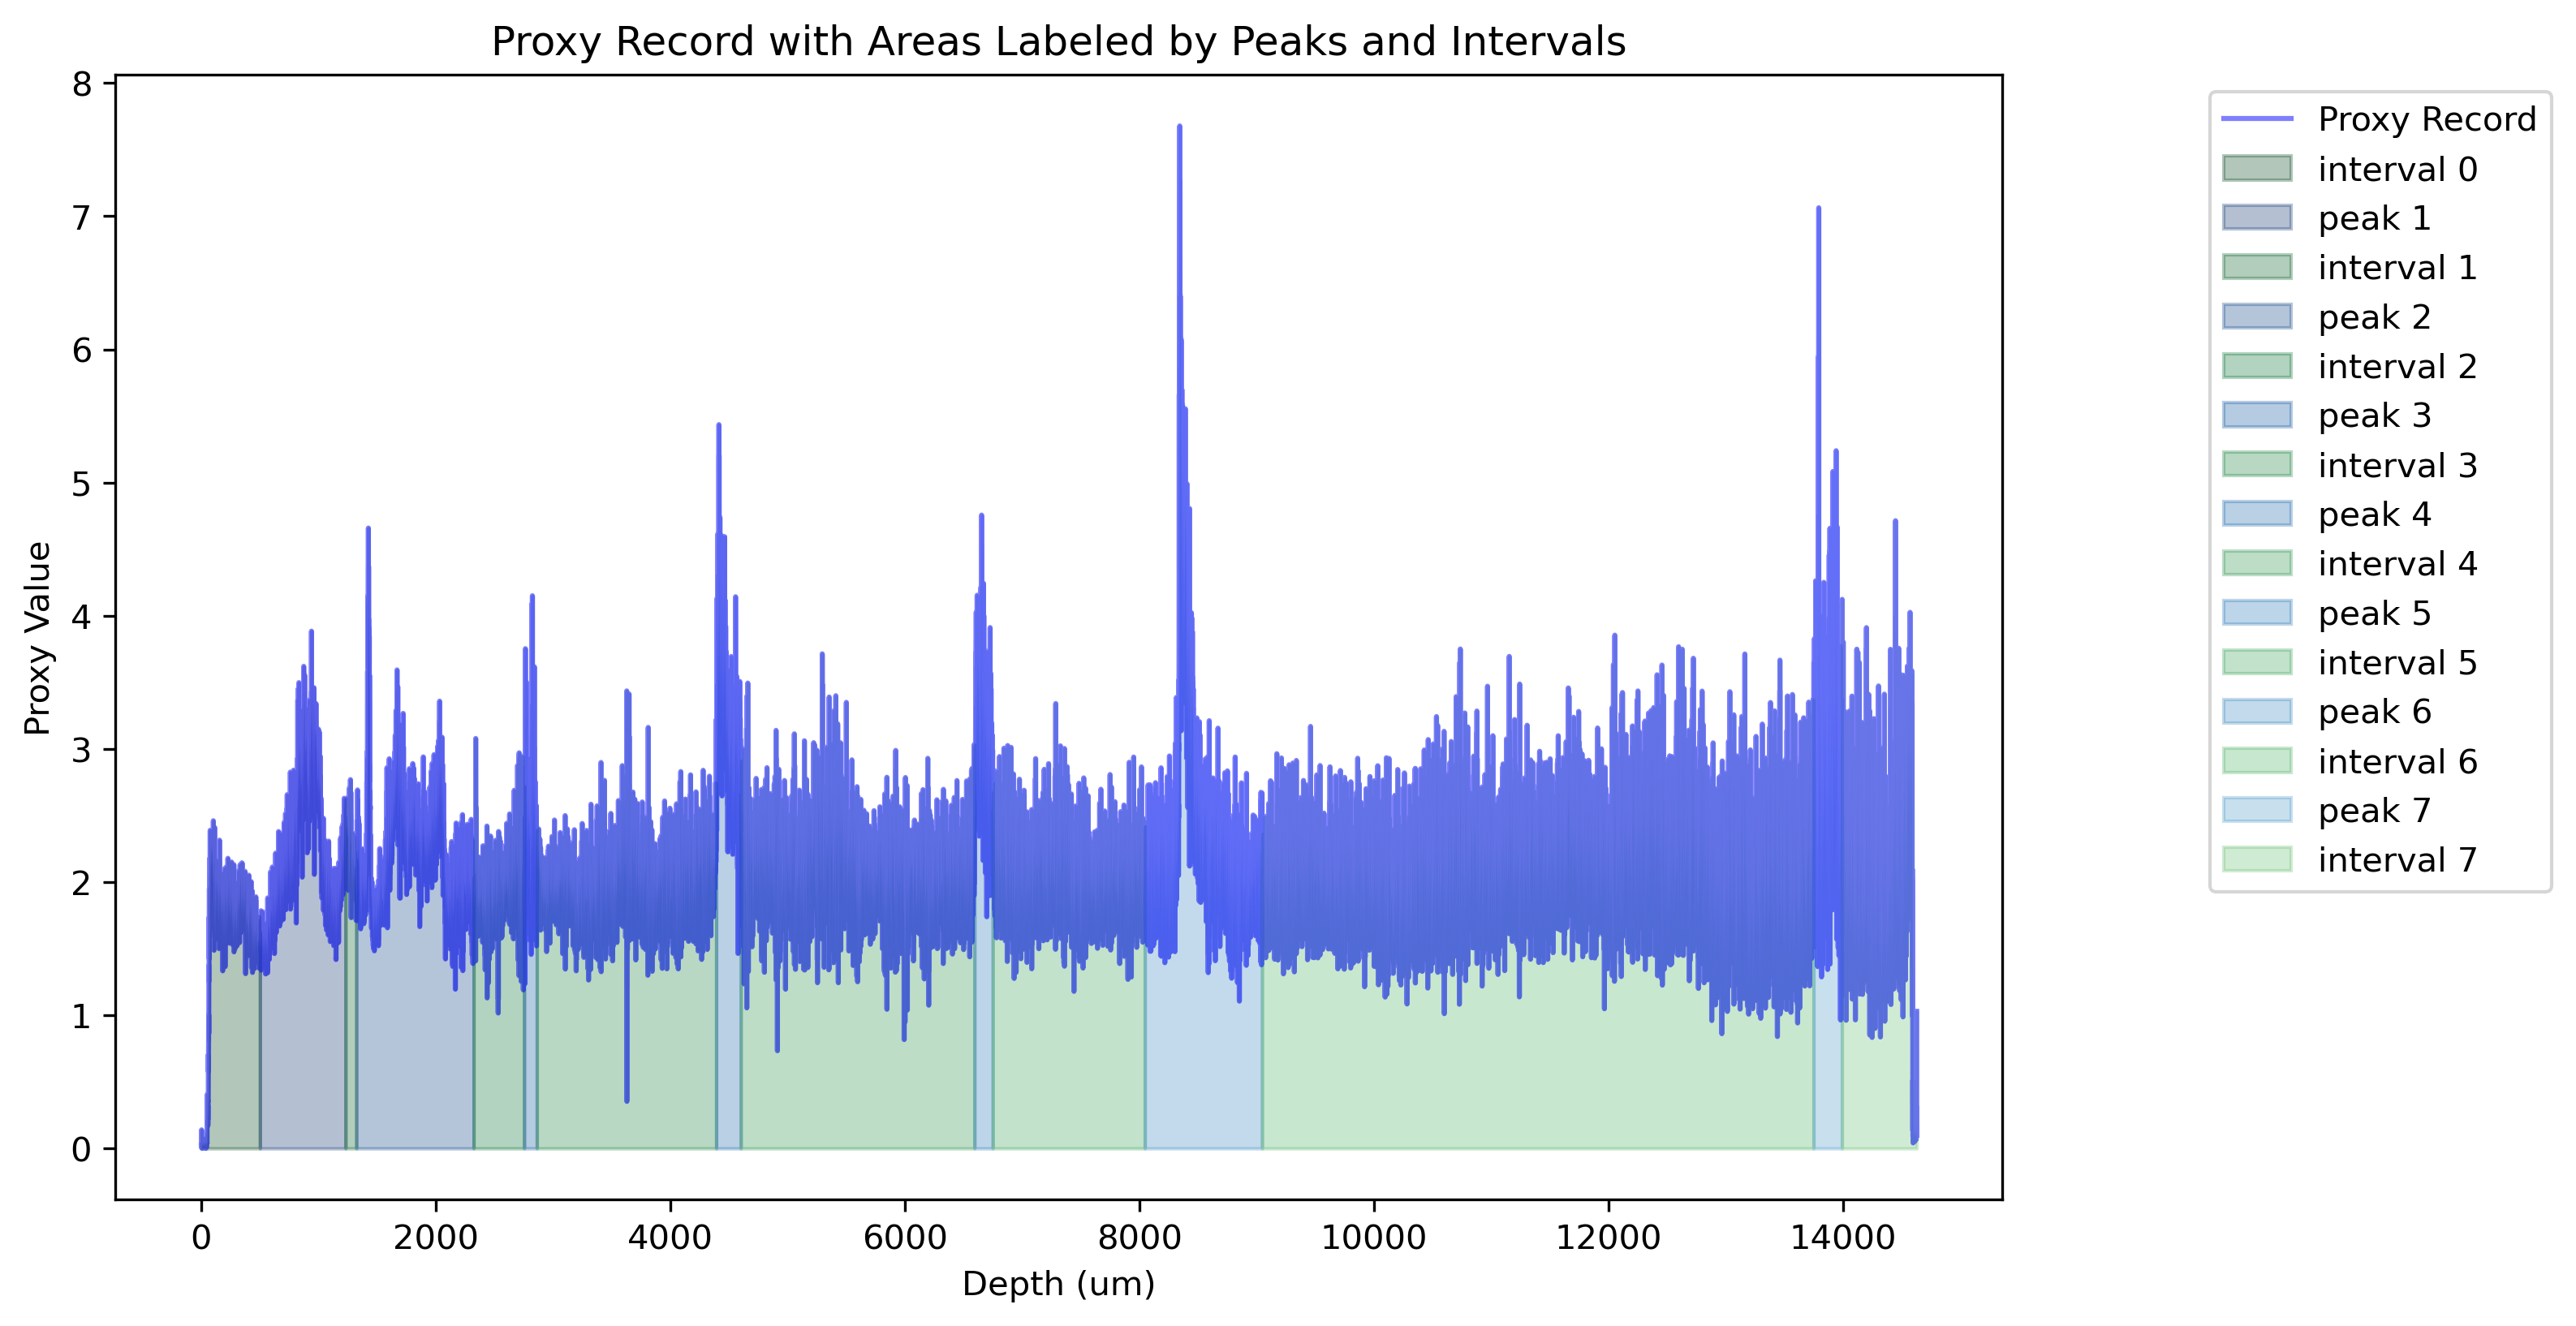 Proxy Record with Areas Labeled by Peaks and Intervals
8
7
6
5
4
3
2
1
0
Proxy Value
0 2000 4000 6000 8000 10000 12000 14000
Depth (um)
Proxy Record
interval 0
peak 1
interval 1
peak 2
interval 2
peak 3
interval 3
peak 4
interval 4
peak 5
interval 5
peak 6
interval 6
peak 7
interval 7